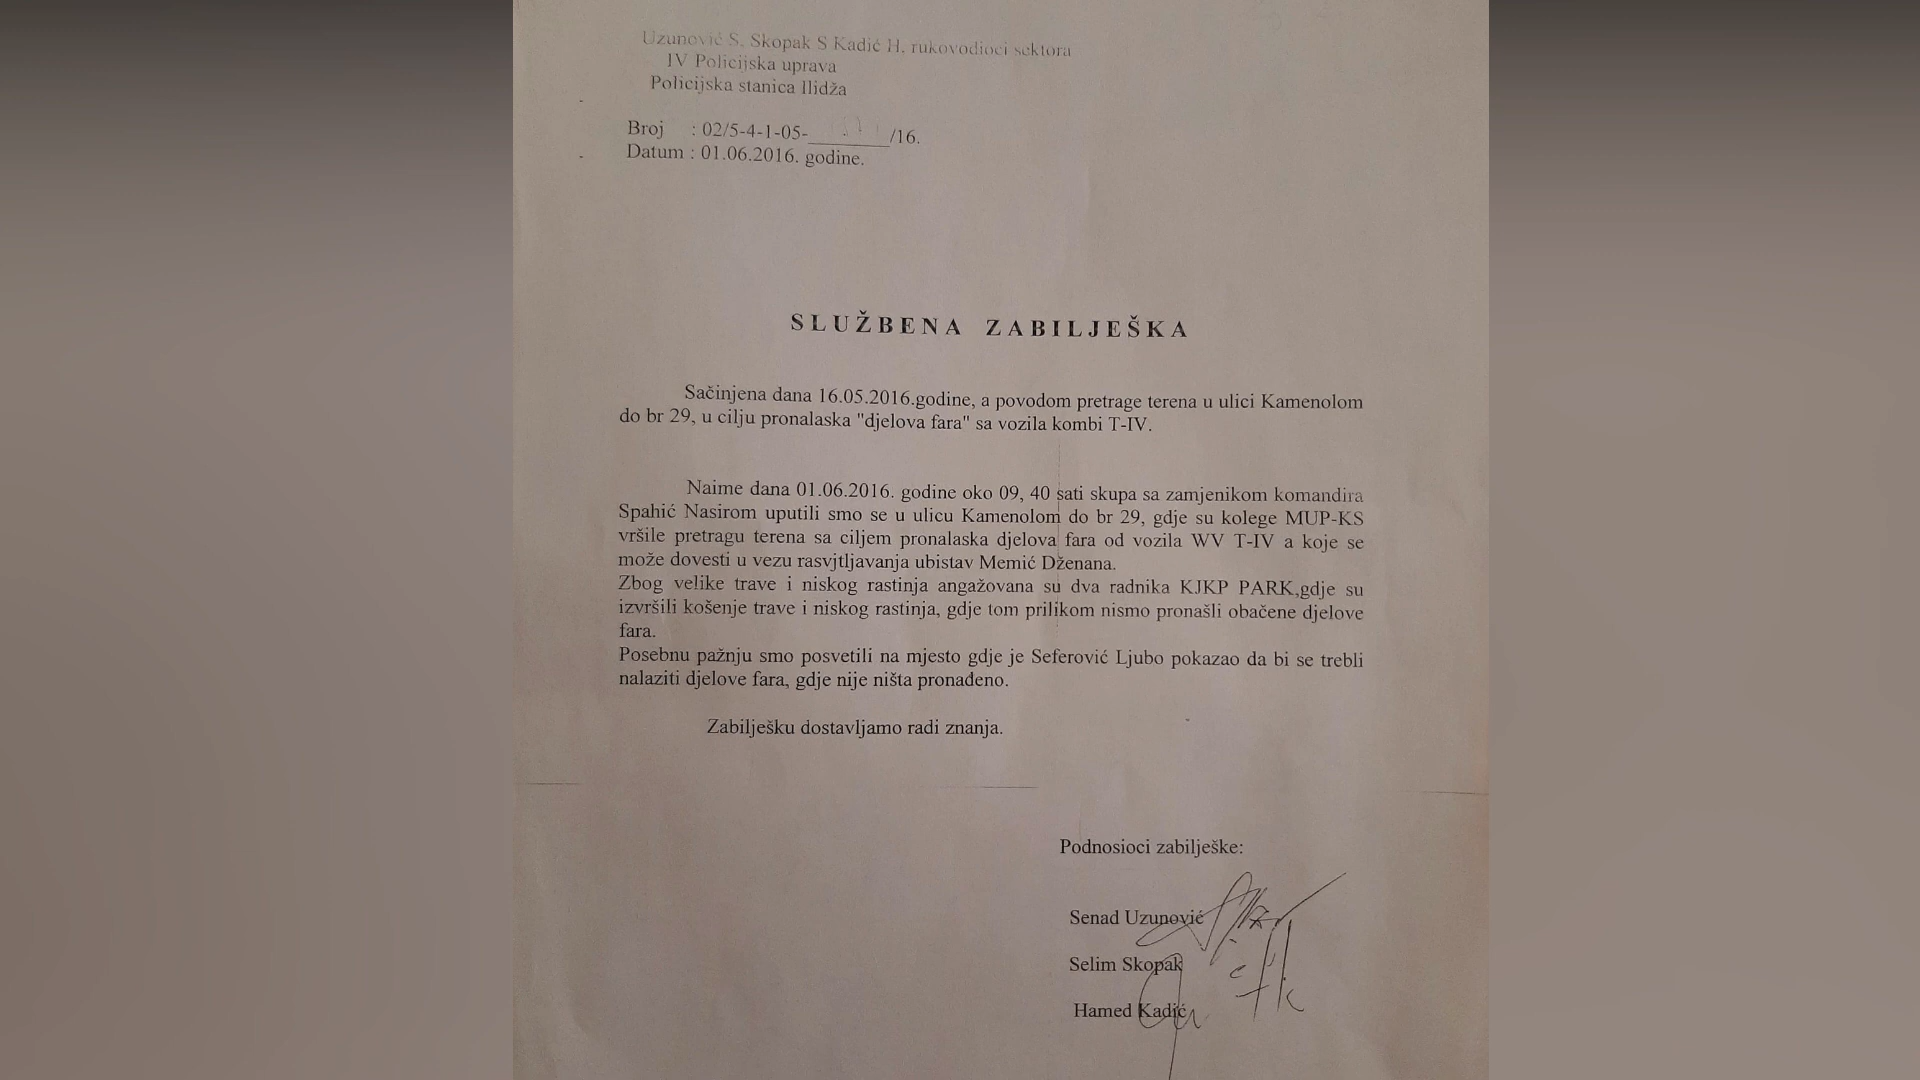 Uzunović S, Skopak S Kadić H. rukovodioci sektora
IV Policijska uprava
Policijska stanica Ilidža
Broj : 02/5-4-1-05- /16.
Datum : 01.06.2016. godine.
SLUŽBENA ZABILJEŠKA
Sačinjena dana 16.05.2016.godine, a povodom pretrage terena u ulici Kamenolom
do br 29, u cilju pronalaska "djelova fara" sa vozila kombi T-IV.
Naime dana 01.06.2016. godine oko 09, 40 sati skupa sa zamjenikom komandira
Spahić Nasirom uputili smo se u ulicu Kamenolom do br 29, gdje su kolege MUP-KS
vršile pretragu terena sa ciljem pronalaska djelova fara od vozila WV T-IV a koje se
može dovesti u vezu rasvjtljavanja ubistav Memić Dženana.
Zbog velike trave i niskog rastinja angažovana su dva radnika KJKP PARK,gdje su
izvršili košenje trave i niskog rastinja, gdje tom prilikom nismo pronašli obačene djelove
fara.
Posebnu pažnju smo posvetili na mjesto gdje je Seferović Ljubo pokazao da bi se trebli
nalaziti djelove fara, gdje nije ništa pronađeno.
Zabilješku dostavljamo radi znanja.
Podnosioci zabilješke:
Senad Uzunović
Selim Skopak
Hamed Kadić